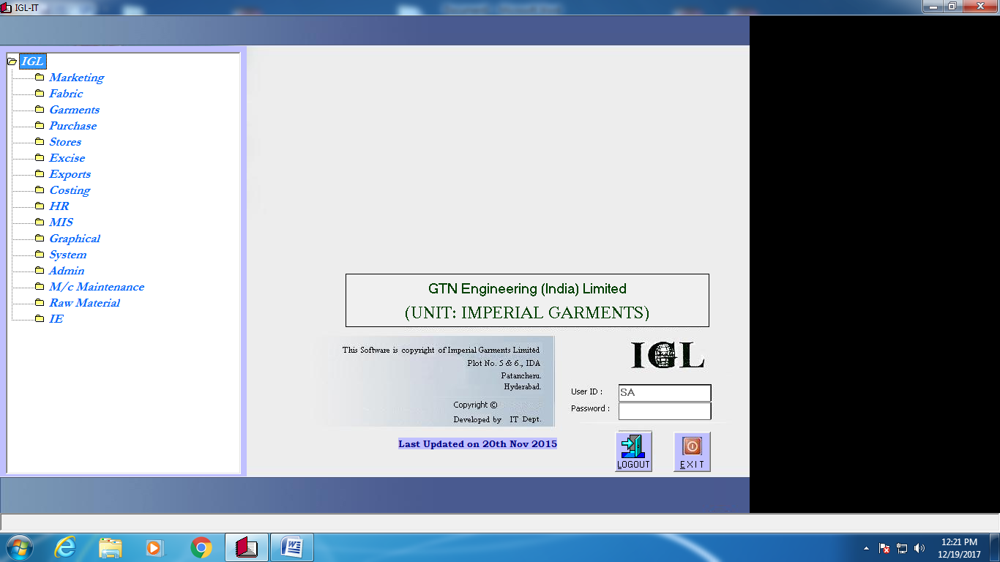 IGL-IT
IGL
Marketing
Fabric
Garments
Purchase
Stores
Excise
Exports
Costing
HR
MIS
Graphical
System
Admin
M/c Maintenance
Raw Material
IE
GTN Engineering (India) Limited
(UNIT: IMPERIAL GARMENTS)
This Software is copyright of Imperial Garments Limited
Plot No. 5 & 6., IDA
Patancheru.
Hyderabad.
Copyright ©
Developed by IT Dept.
Last Updated on 20th Nov 2015
IGL
User ID : SA
Password :
LOGOUT
EXIT
12:21 PM
12/19/2017